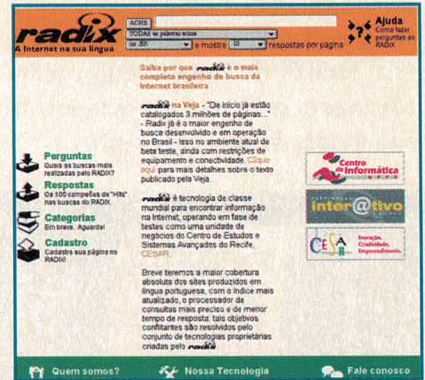 radix
A Internet na sua língua
ACHE
TODAS as palavras acima
no .BR e mostre 10 respostas por página
Ajuda
Como fazer
perguntas ao
RADIX
Saiba por que radix é o mais
completo engenho de busca da
Internet brasileira
radix na Veja - "De início já estão
catalogados 3 milhões de páginas..."
- Radix já é o maior engenho de
busca desenvolvido e em operação
no Brasil - isso no ambiente atual de
beta teste, ainda com restrições de
equipamento e conectividade. Clique
aqui para mais detalhes sobre o texto
publicado pela Veja.
radix é tecnologia de classe
mundial para encontrar informação
na Internet, operando em fase de
testes como uma unidade de
negócios do Centro de Estudos e
Sistemas Avançados do Recife,
CESAR.
Breve teremos a maior cobertura
absoluta dos sites produzidos em
língua portuguesa, com o índice mais
atualizado, o processador de
consultas mais preciso e de menor
tempo de resposta: tais objetivos
conflitantes são resolvidos pelo
conjunto de tecnologias proprietárias
criadas pelo radix.
Perguntas
Quais as buscas mais
realizadas pelo RADIX?
Respostas
Os 100 campeões de "Hits"
nas buscas do RADIX.
Categorias
Em breve. Aguarde!
Cadastro
Cadastre sua página no
RADIX!
Centro
de Informática
inter@tivo
CESAR
Inovação,
Criatividade,
Empreendimento.
Quem somos?
Nossa Tecnologia
Fale conosco